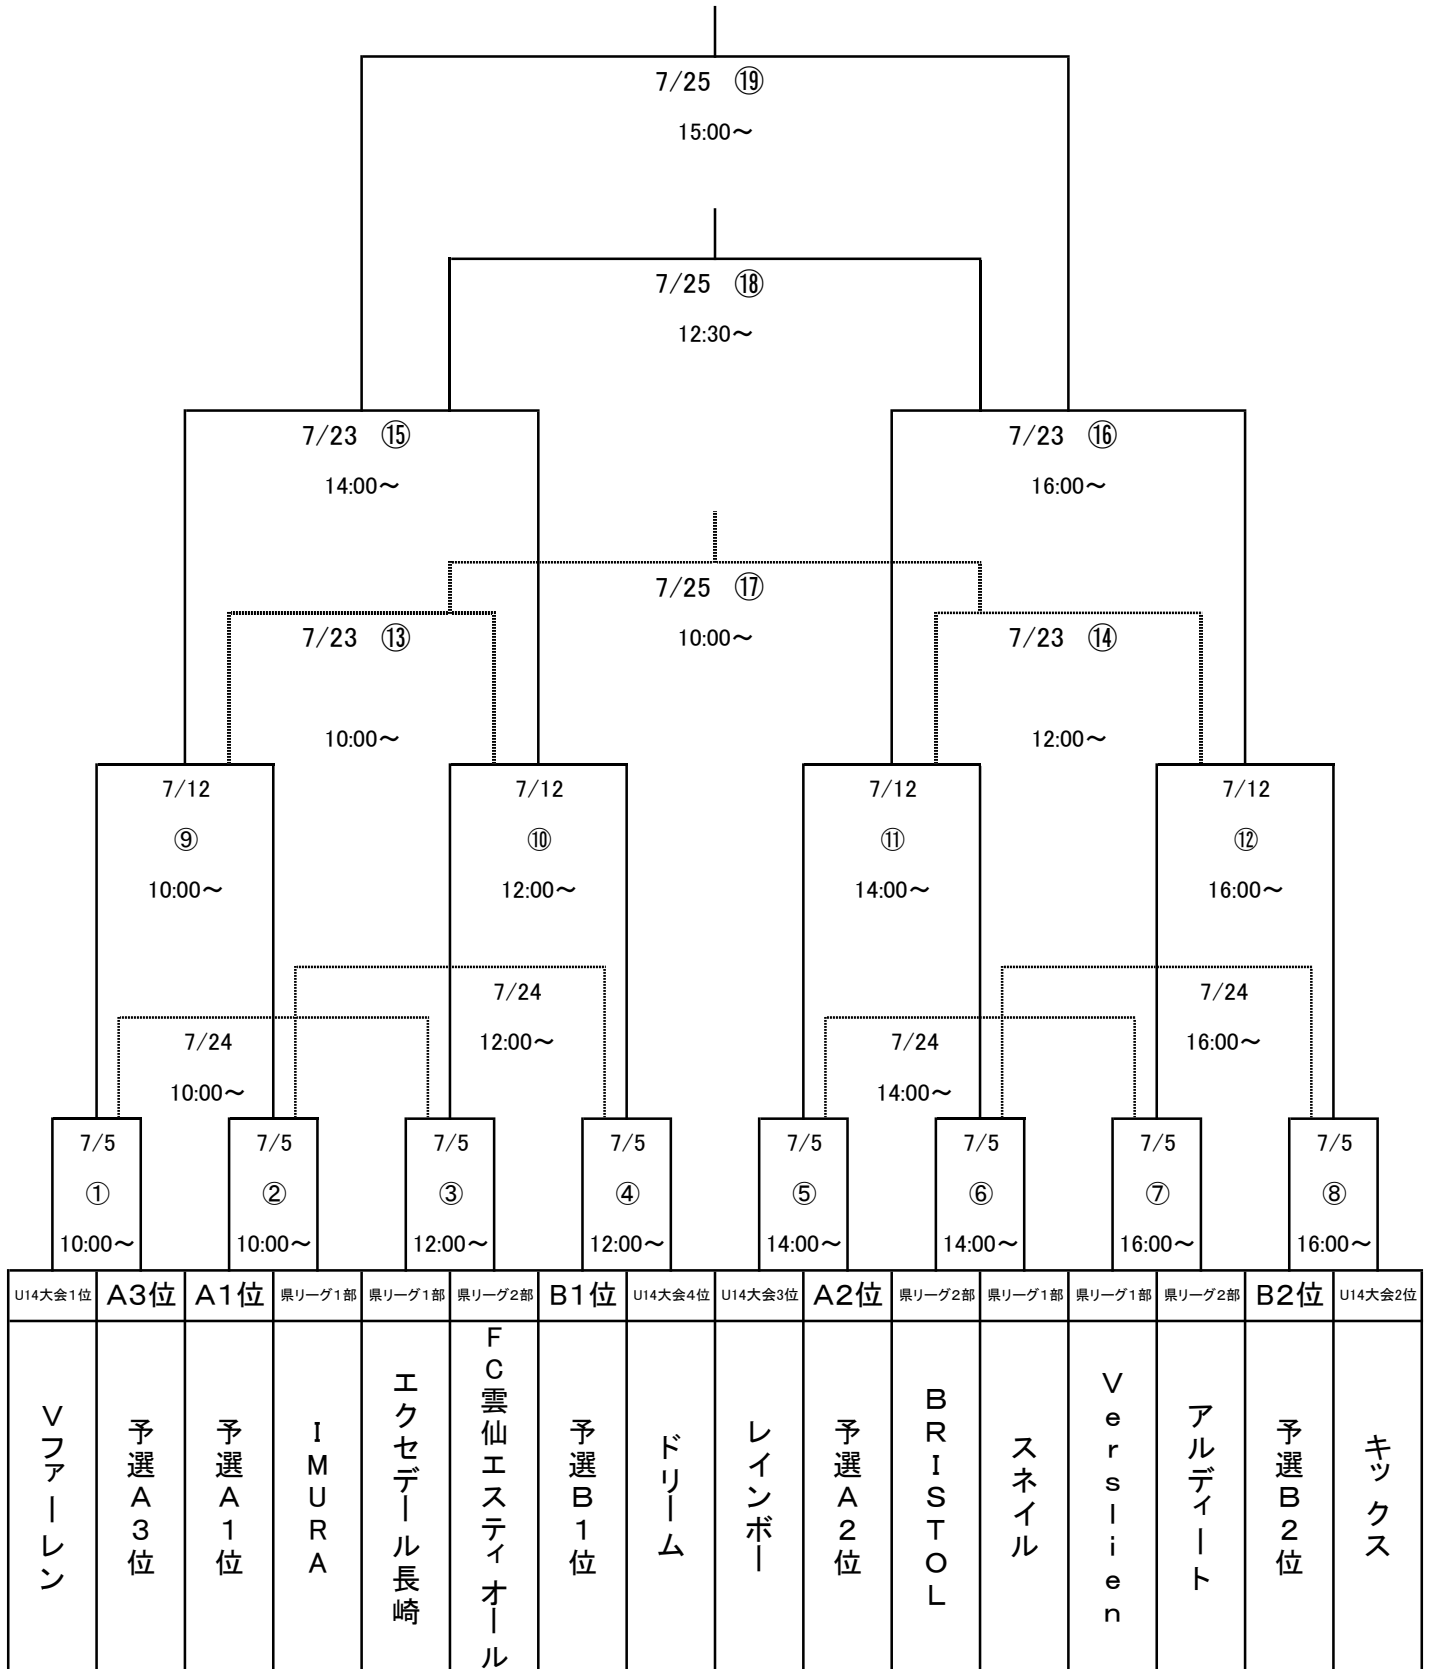 7/25 ⑲
15:00～
7/25 ⑱
12:30～
7/23 ⑮
7/23 ⑯
14:00～
16:00～
7/25 ⑰
7/23 ⑬
10:00～
7/23 ⑭
10:00～
12:00～
7/12
7/12
7/12
7/12
⑨
⑩
⑪
⑫
10:00～
12:00～
14:00～
16:00～
7/24
7/24
7/24
12:00～
7/24
16:00～
10:00～
14:00～
7/5
7/5
7/5
7/5
7/5
7/5
7/5
7/5
①
②
③
④
⑤
⑥
⑦
⑧
10:00～
10:00～
12:00～
12:00～
14:00～
14:00～
16:00～
16:00～
U14大会1位
A3位
A1位
県リーグ1部
県リーグ1部
県リーグ2部
B1位
U14大会4位
U14大会3位
A2位
県リーグ2部
県リーグ1部
県リーグ1部
県リーグ2部
B2位
U14大会2位
Vファーレン
予選A3位
予選A1位
IMURA
エクセデール長崎
FC雲仙エスティオール
予選B1位
ドリーム
レインボー
予選A2位
BRISTOL
スネイル
Verslien
アルディート
予選B2位
キックス